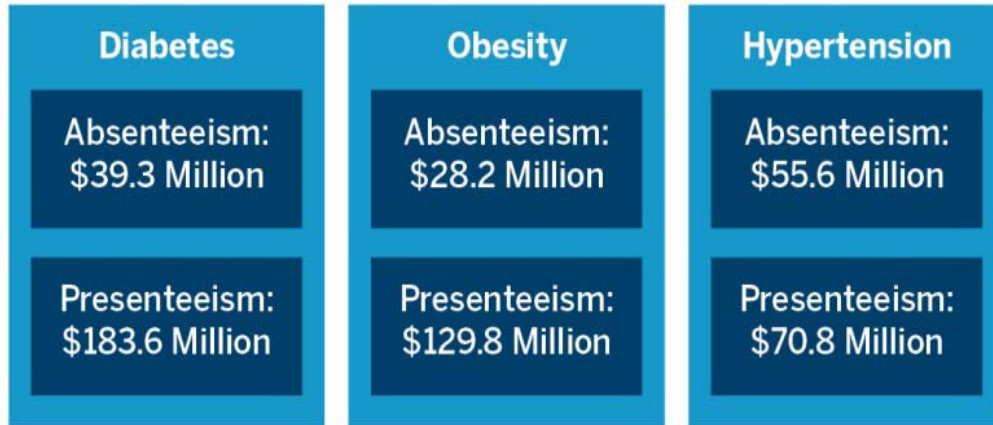 Diabetes
Absenteeism:
$39.3 Million
Presenteeism:
$183.6 Million
Obesity
Absenteeism:
$28.2 Million
Presenteeism:
$129.8 Million
Hypertension
Absenteeism:
$55.6 Million
Presenteeism:
$70.8 Million